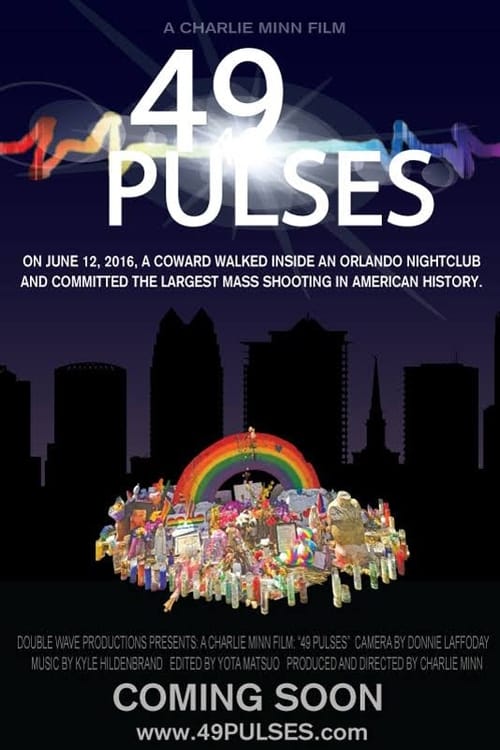 A CHARLIE MINN FILM
49
PULSES
ON JUNE 12, 2016, A COWARD WALKED INSIDE AN ORLANDO NIGHTCLUB
AND COMMITTED THE LARGEST MASS SHOOTING IN AMERICAN HISTORY.
DOUBLE WAVE PRODUCTIONS PRESENTS: A CHARLIE MINN FILM: "49 PULSES" CAMERA BY DONNIE LAFFODAY
MUSIC BY KYLE HILDENBRAND EDITED BY YOTA MATSUO PRODUCED AND DIRECTED BY CHARLIE MINN
COMING SOON
www.49PULSES.com